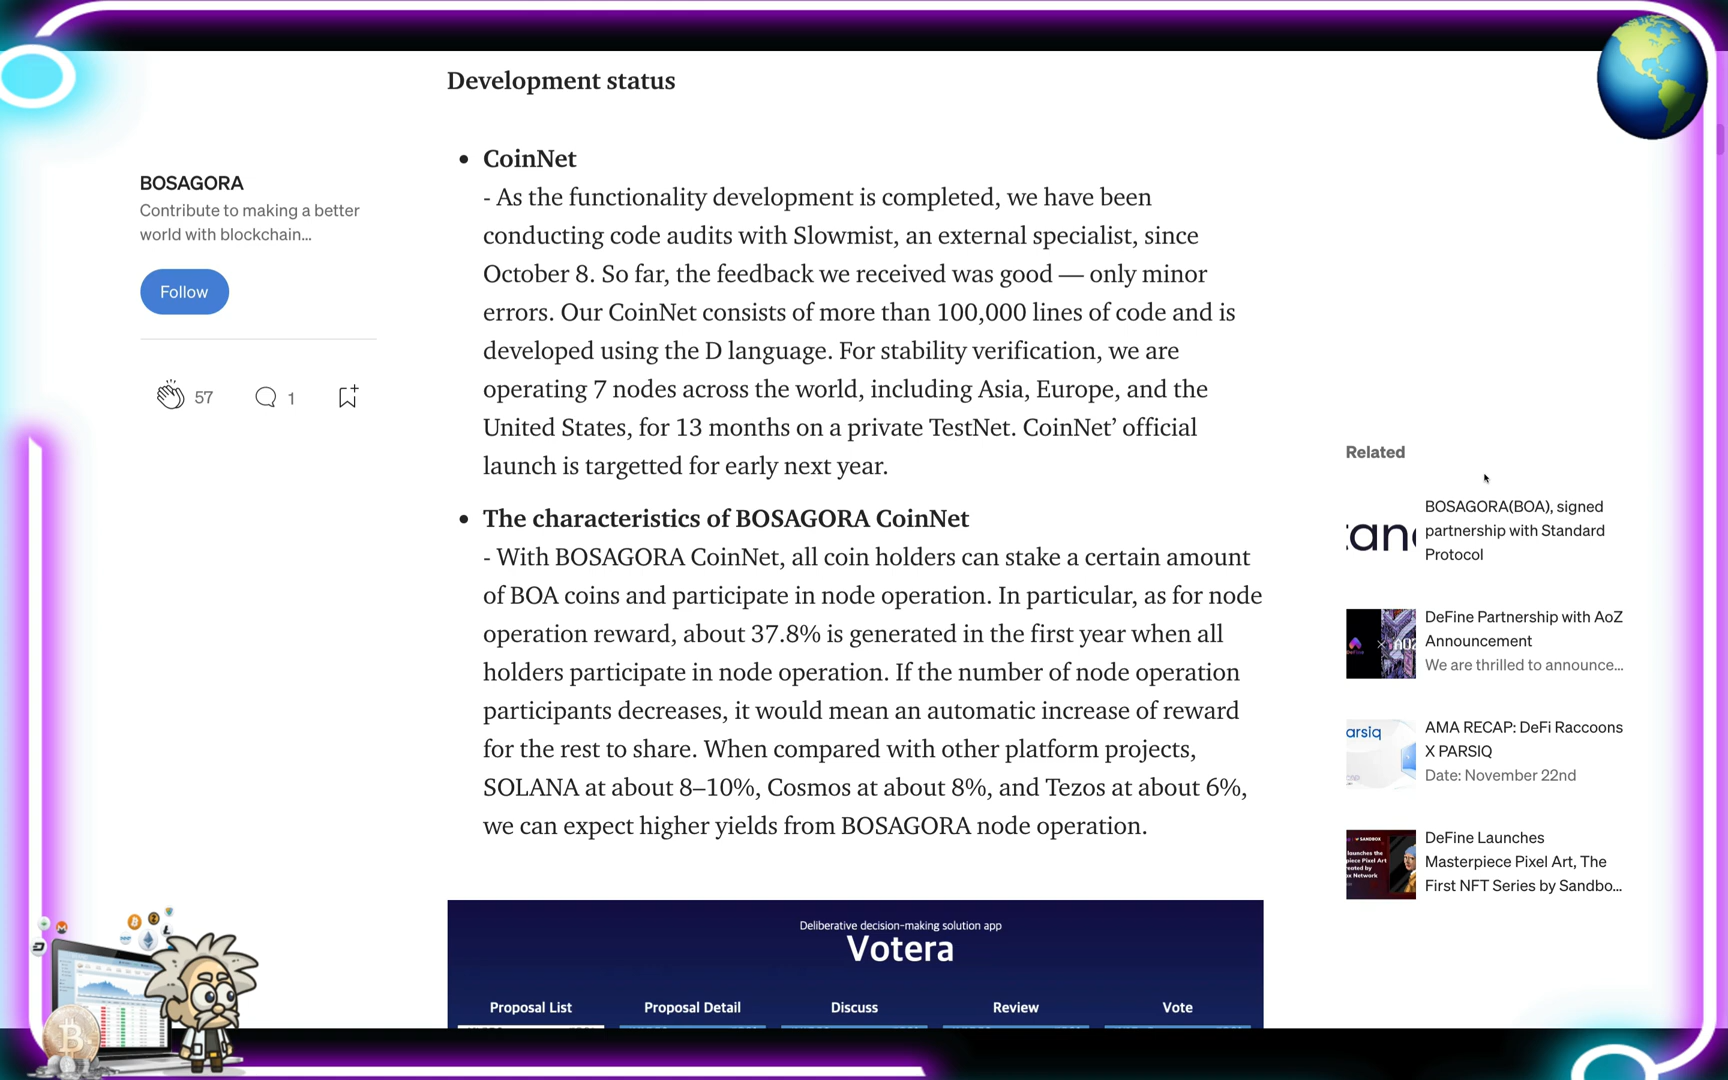 Development status
BOSAGORA
Contribute to making a better
world with blockchain...
Follow
57
1
• CoinNet
- As the functionality development is completed, we have been
conducting code audits with Slowmist, an external specialist, since
October 8. So far, the feedback we received was good — only minor
errors. Our CoinNet consists of more than 100,000 lines of code and is
developed using the D language. For stability verification, we are
operating 7 nodes across the world, including Asia, Europe, and the
United States, for 13 months on a private TestNet. CoinNet’ official
launch is targetted for early next year.
• The characteristics of BOSAGORA CoinNet
- With BOSAGORA CoinNet, all coin holders can stake a certain amount
of BOA coins and participate in node operation. In particular, as for node
operation reward, about 37.8% is generated in the first year when all
holders participate in node operation. If the number of node operation
participants decreases, it would mean an automatic increase of reward
for the rest to share. When compared with other platform projects,
SOLANA at about 8–10%, Cosmos at about 8%, and Tezos at about 6%,
we can expect higher yields from BOSAGORA node operation.
Deliberative decision-making solution app
Votera
Proposal List
Proposal Detail
Discuss
Review
Vote
Related
BOSAGORA(BOA), signed
partnership with Standard
Protocol
DeFine Partnership with AoZ
Announcement
We are thrilled to announce...
arsiq
AMA RECAP: DeFi Raccoons
X PARSIQ
Date: November 22nd
DeFine Launches
Masterpiece Pixel Art, The
First NFT Series by Sandbo...